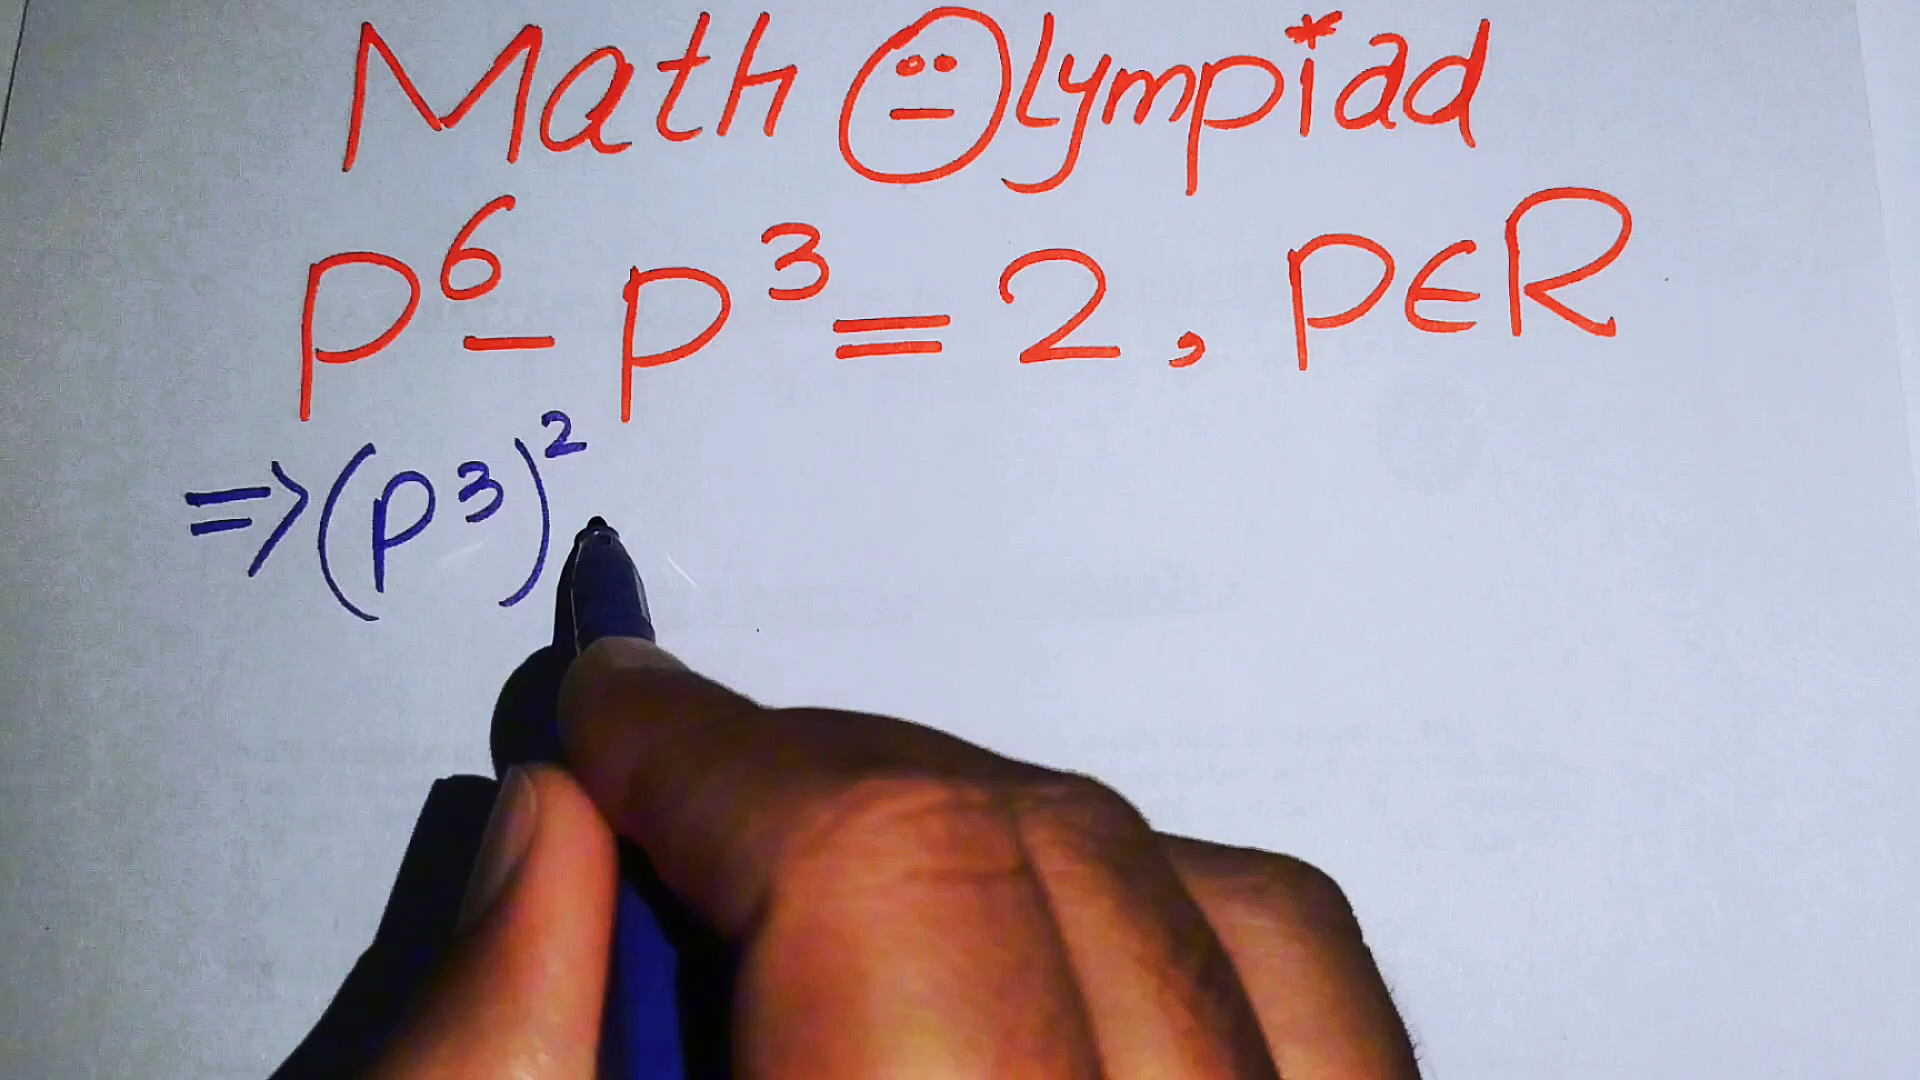 Math Olympiad
P⁶ - P³ = 2, P∈R
=> (P³)²